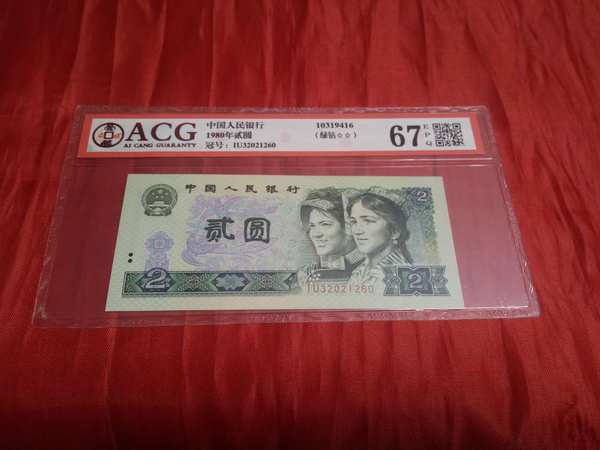 ACG
AI CANG GUARANTY
中国人民银行
1980年贰圆
冠号：IU32021260
10319416
（绿钻☆☆）
67 EPQ
中国人民银行
贰圆
2
2
2
IU32021260